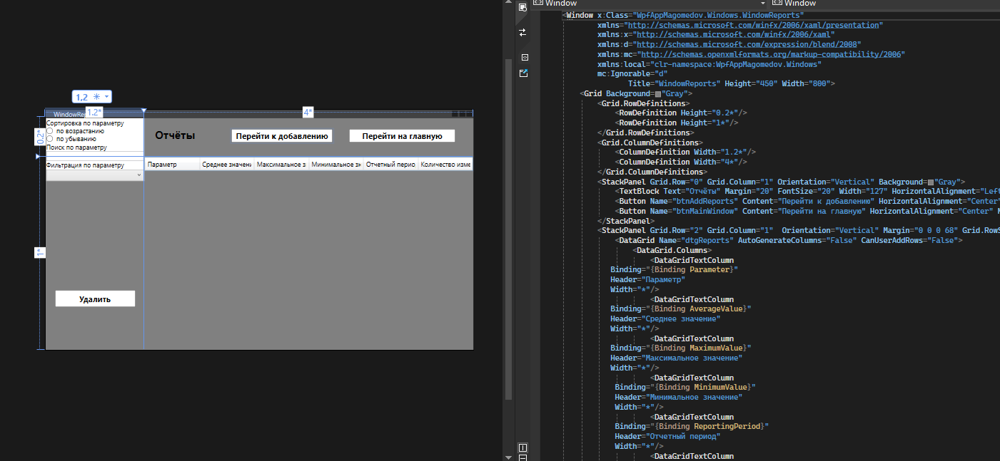 Window
Window
1,2
WindowRe
1.2*
4*
0.2*
1*
Сортировка по параметру
по возрастанию
по убыванию
Поиск по параметру
Фильтрация по параметру
Удалить
Отчёты
Перейти к добавлению
Перейти на главную
Параметр
Среднее значени
Максимальное з
Минимальное зн
Отчетный перио
Количество изме
<Window x:Class="WpfAppMagomedov.Windows.WindowReports"
xmlns="http://schemas.microsoft.com/winfx/2006/xaml/presentation"
xmlns:x="http://schemas.microsoft.com/winfx/2006/xaml"
xmlns:d="http://schemas.microsoft.com/expression/blend/2008"
xmlns:mc="http://schemas.openxmlformats.org/markup-compatibility/2006"
xmlns:local="clr-namespace:WpfAppMagomedov.Windows"
mc:Ignorable="d"
Title="WindowReports" Height="450" Width="800">
<Grid Background="Gray">
<Grid.RowDefinitions>
<RowDefinition Height="0.2*"/>
<RowDefinition Height="1*"/>
</Grid.RowDefinitions>
<Grid.ColumnDefinitions>
<ColumnDefinition Width="1.2*"/>
<ColumnDefinition Width="4*"/>
</Grid.ColumnDefinitions>
<StackPanel Grid.Row="0" Grid.Column="1" Orientation="Vertical" Background="Gray">
<TextBlock Text="Отчёты" Margin="20" FontSize="20" Width="127" HorizontalAlignment="Left
<Button Name="btnAddReports" Content="Перейти к добавлению" HorizontalAlignment="Center"
<Button Name="btnMainWindow" Content="Перейти на главную" HorizontalAlignment="Center" M
</StackPanel>
<StackPanel Grid.Row="2" Grid.Column="1" Orientation="Vertical" Margin="0 0 0 68" Grid.RowS
<DataGrid Name="dtgReports" AutoGenerateColumns="False" CanUserAddRows="False">
<DataGrid.Columns>
<DataGridTextColumn
Binding="{Binding Parameter}"
Header="Параметр"
Width="*"/>
<DataGridTextColumn
Binding="{Binding AverageValue}"
Header="Среднее значение"
Width="*"/>
<DataGridTextColumn
Binding="{Binding MaximumValue}"
Header="Максимальное значение"
Width="*"/>
<DataGridTextColumn
Binding="{Binding MinimumValue}"
Header="Минимальное значение"
Width="*"/>
<DataGridTextColumn
Binding="{Binding ReportingPeriod}"
Header="Отчетный период"
Width="*"/>
<DataGridTextColumn